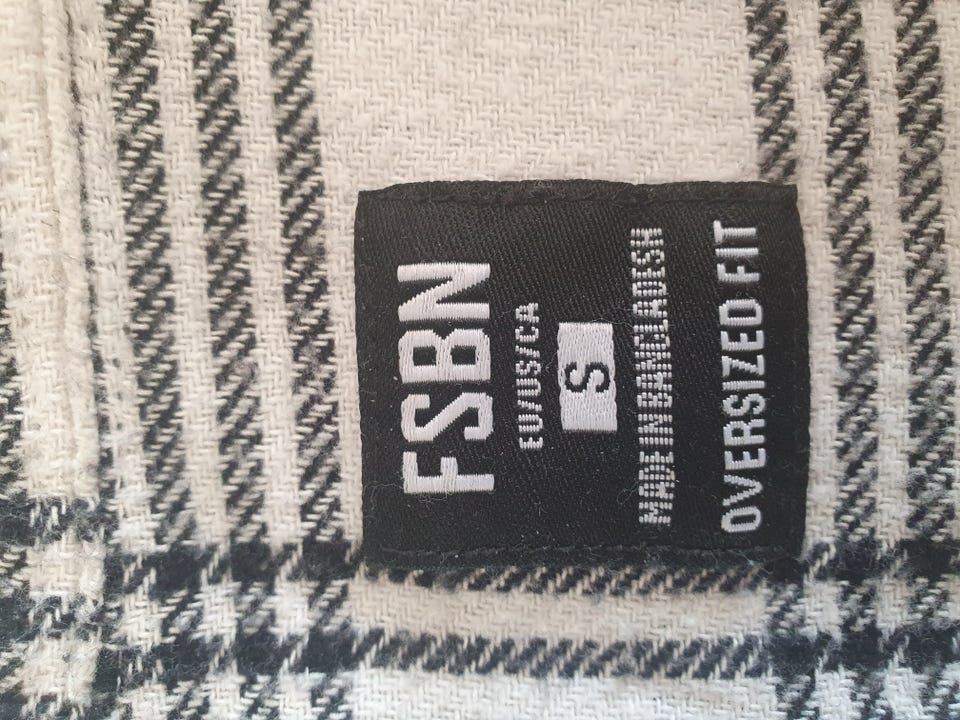 FSBN
EU/US/CA
S
MADE IN BANGLADESH
OVERSIZED FIT